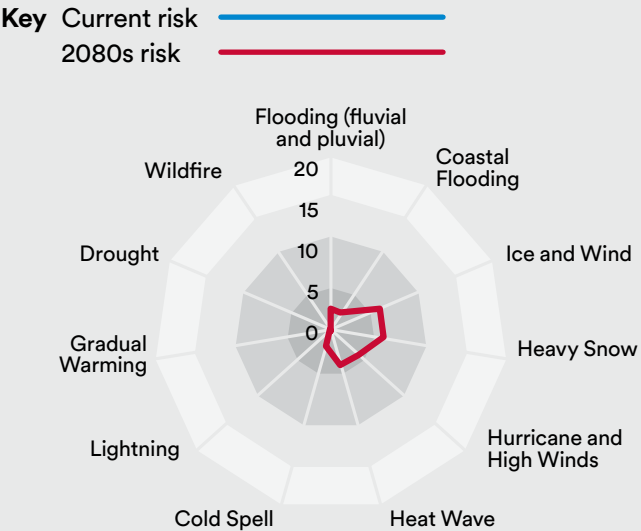 Key Current risk
2080s risk
Flooding (fluvial
and pluvial)
Coastal
Flooding
Wildfire
20
15
10
5
0
Drought
Ice and Wind
Gradual
Warming
Heavy Snow
Lightning
Hurricane and
High Winds
Cold Spell
Heat Wave